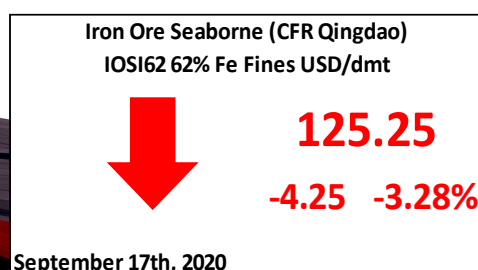 Iron Ore Seaborne (CFR Qingdao)
IOSI62 62% Fe Fines USD/dmt
125.25
-4.25 -3.28%
September 17th, 2020